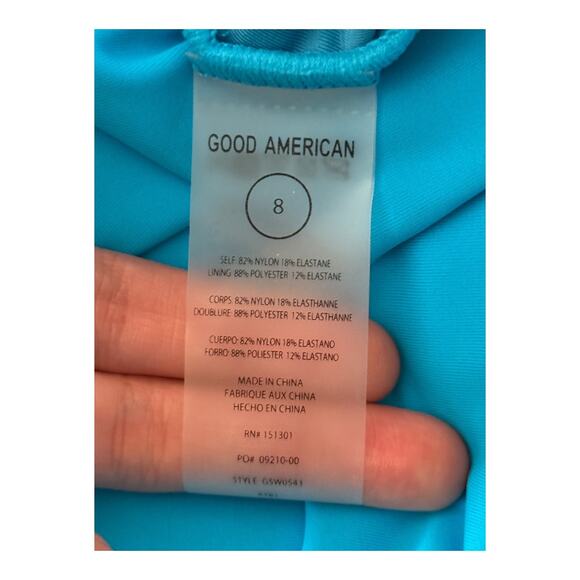 GOOD AMERICAN
8
SELF: 82% NYLON 18% ELASTANE
LINING: 88% POLYESTER 12% ELASTANE
CORPS: 82% NYLON 18% ELASTHANNE
DOUBLURE: 88% POLYESTER 12% ELASTHANNE
CUERPO: 82% NYLON 18% ELASTANO
FORRO: 88% POLIESTER 12% ELASTANO
MADE IN CHINA
FABRIQUE AUX CHINA
HECHO EN CHINA
RN# 151301
PO# 09210-00
STYLE GSW0541